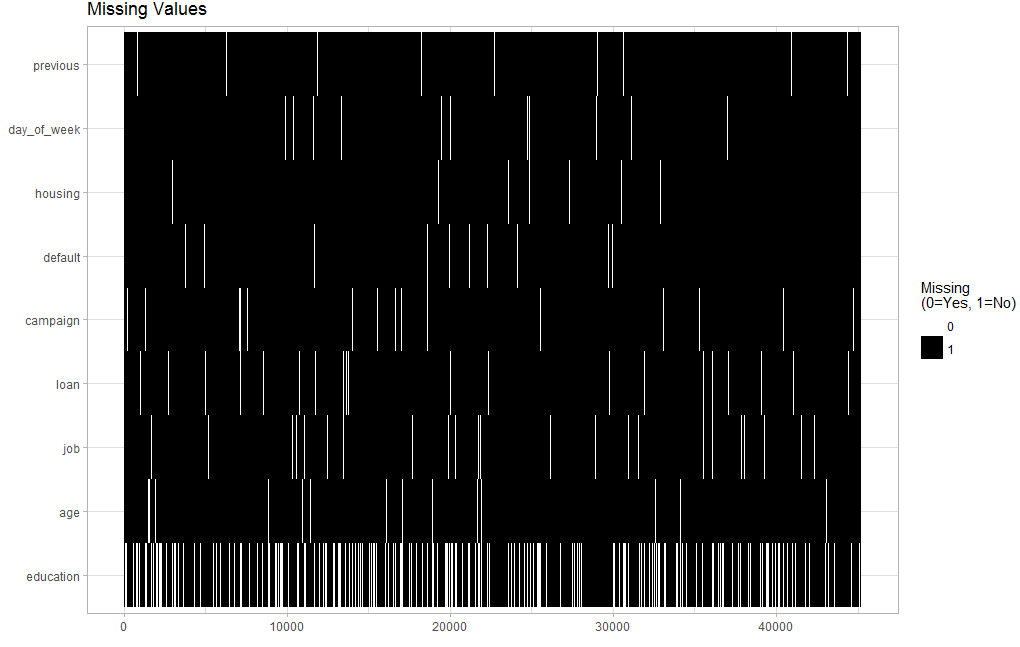 Missing Values
previous
day_of_week
housing
default
campaign
loan
job
age
education
0
10000
20000
30000
40000
Missing
(0=Yes, 1=No)
0
1